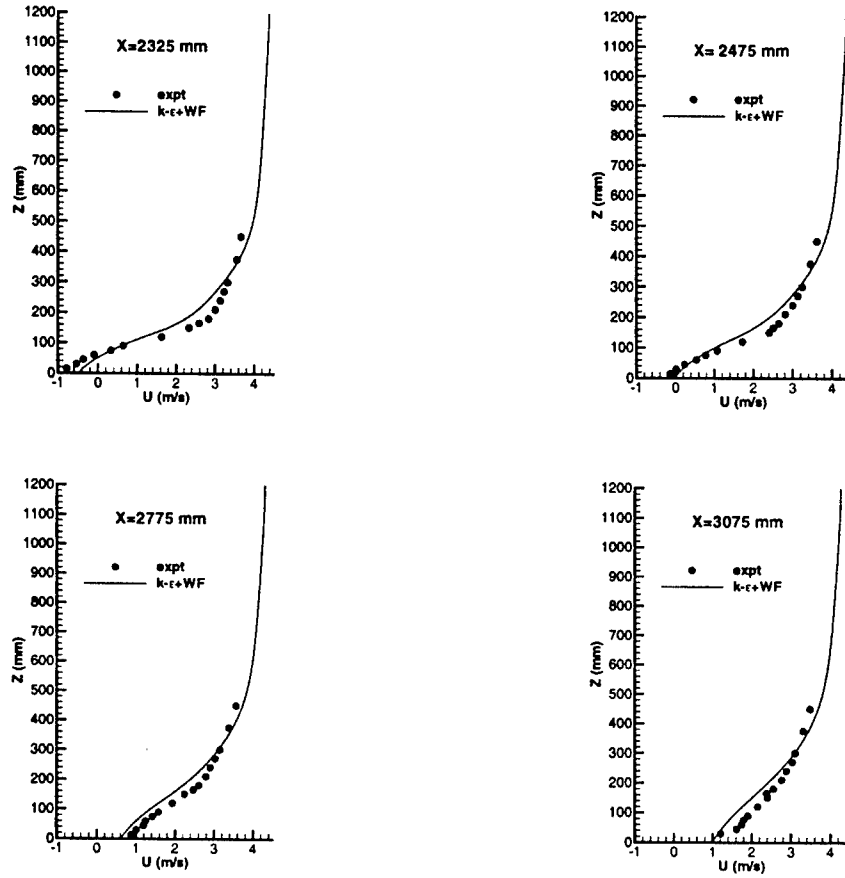 1200
1100
1000
900
800
700
600
500
400
300
200
100
0
Z (mm)
X=2325 mm
expt
k-ε+WF
-1 0 1 2 3 4
U (m/s)
1200
1100
1000
900
800
700
600
500
400
300
200
100
0
Z (mm)
X= 2475 mm
expt
k-ε+WF
-1 0 1 2 3 4
U (m/s)
1200
1100
1000
900
800
700
600
500
400
300
200
100
0
Z (mm)
X=2775 mm
expt
k-ε+WF
-1 0 1 2 3 4
U (m/s)
1200
1100
1000
900
800
700
600
500
400
300
200
100
0
Z (mm)
X=3075 mm
expt
k-ε+WF
-1 0 1 2 3 4
U (m/s)